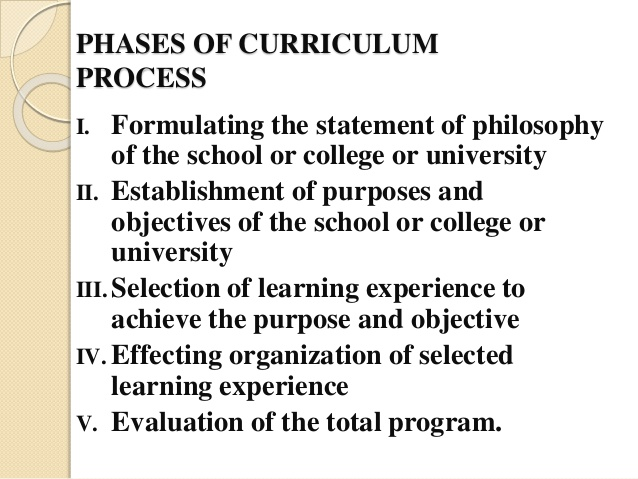 PHASES OF CURRICULUM
PROCESS
I. Formulating the statement of philosophy
of the school or college or university
II. Establishment of purposes and
objectives of the school or college or
university
III. Selection of learning experience to
achieve the purpose and objective
IV. Effecting organization of selected
learning experience
V. Evaluation of the total program.